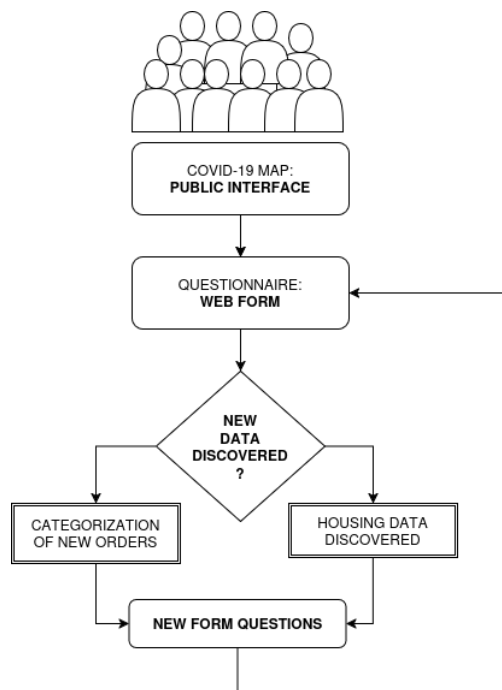 COVID-19 MAP:
PUBLIC INTERFACE
QUESTIONNAIRE:
WEB FORM
NEW
DATA
DISCOVERED
?
CATEGORIZATION
OF NEW ORDERS
HOUSING DATA
DISCOVERED
NEW FORM QUESTIONS